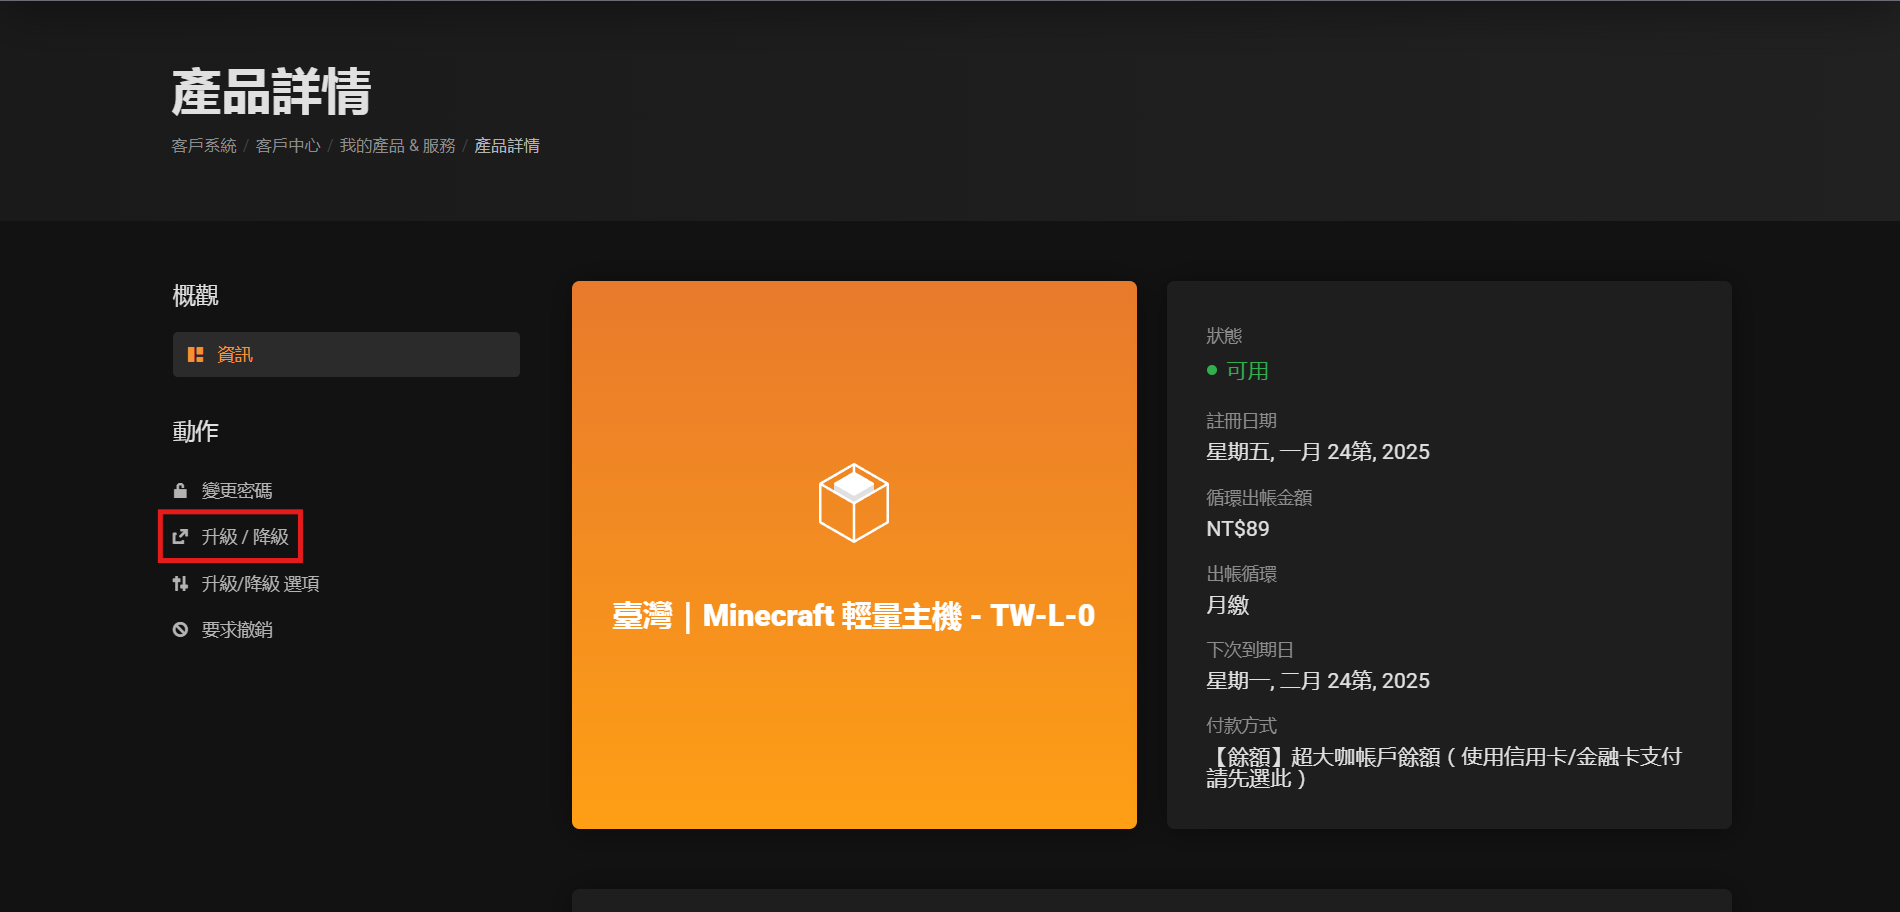 產品詳情
客戶系統 / 客戶中心 / 我的產品 & 服務 / 產品詳情
概觀
資訊
動作
變更密碼
升級 / 降級
升級/降級 選項
要求撤銷
臺灣｜Minecraft 輕量主機 - TW-L-0
狀態
可用
註冊日期
星期五, 一月 24第, 2025
循環出帳金額
NT$89
出帳循環
月繳
下次到期日
星期一, 二月 24第, 2025
付款方式
【餘額】超大咖帳戶餘額（使用信用卡/金融卡支付
請先選此）